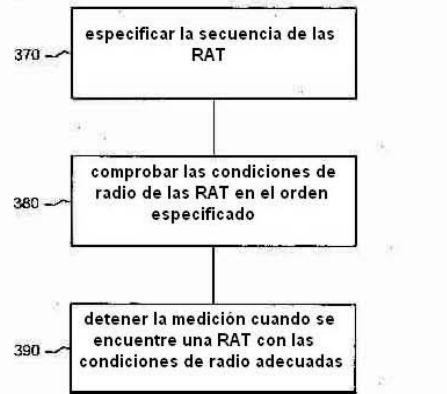 especificar la secuencia de las
RAT
370
comprobar las condiciones de
radio de las RAT en el orden
especificado
380
detener la medición cuando se
encuentre una RAT con las
condiciones de radio adecuadas
390